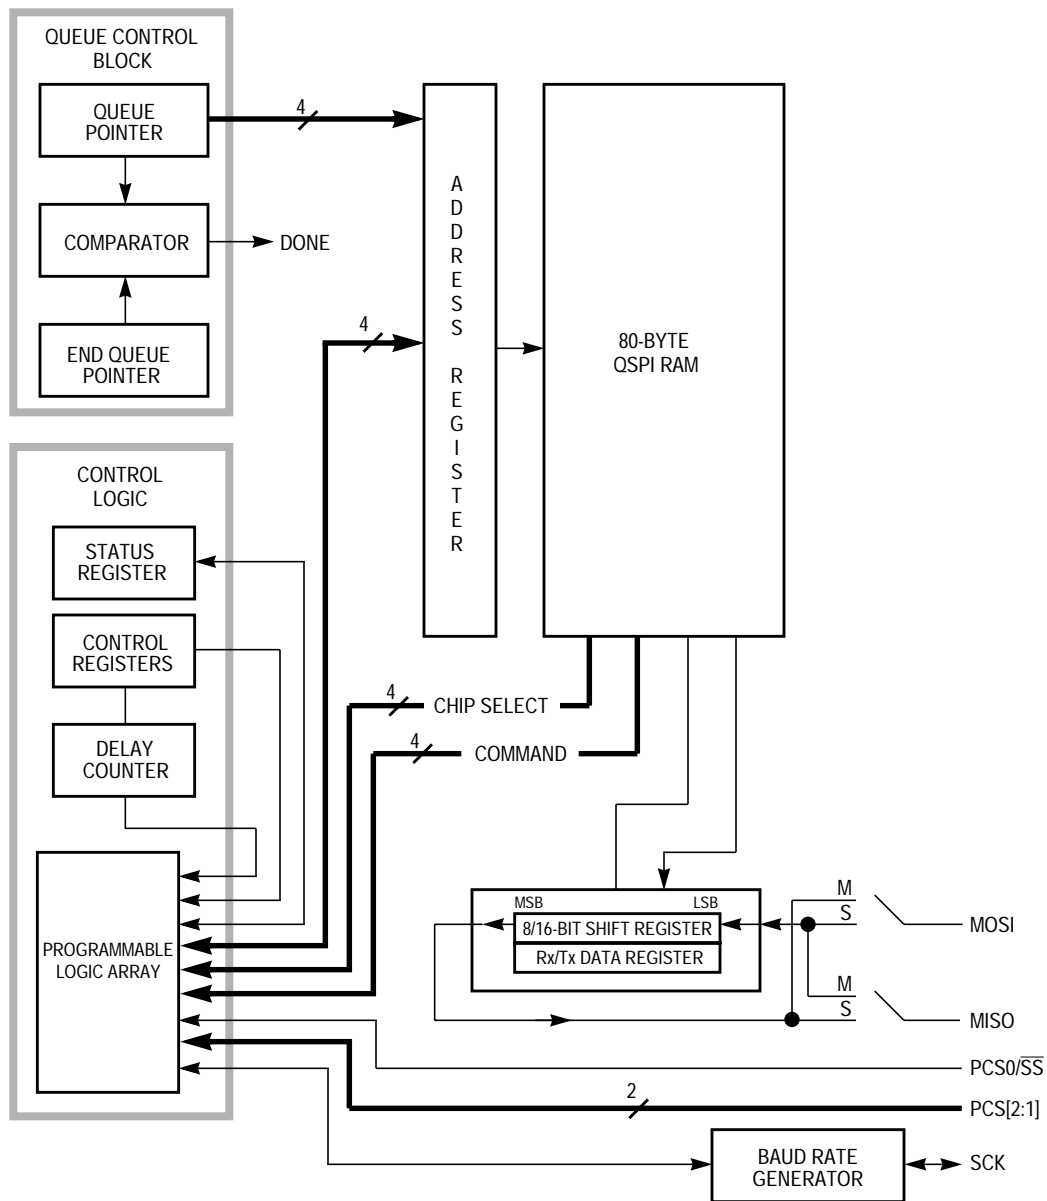 QUEUE CONTROL
BLOCK
QUEUE
POINTER
4
COMPARATOR
DONE
END QUEUE
POINTER
4
ADDRESS REGISTER
80-BYTE
QSPI RAM
CONTROL
LOGIC
STATUS
REGISTER
CONTROL
REGISTERS
DELAY
COUNTER
4
CHIP SELECT
4
COMMAND
PROGRAMMABLE
LOGIC ARRAY
MSB
LSB
8/16-BIT SHIFT REGISTER
Rx/Tx DATA REGISTER
M
S
MOSI
M
S
MISO
PCS0/S̅S̅
2
PCS[2:1]
BAUD RATE
GENERATOR
SCK